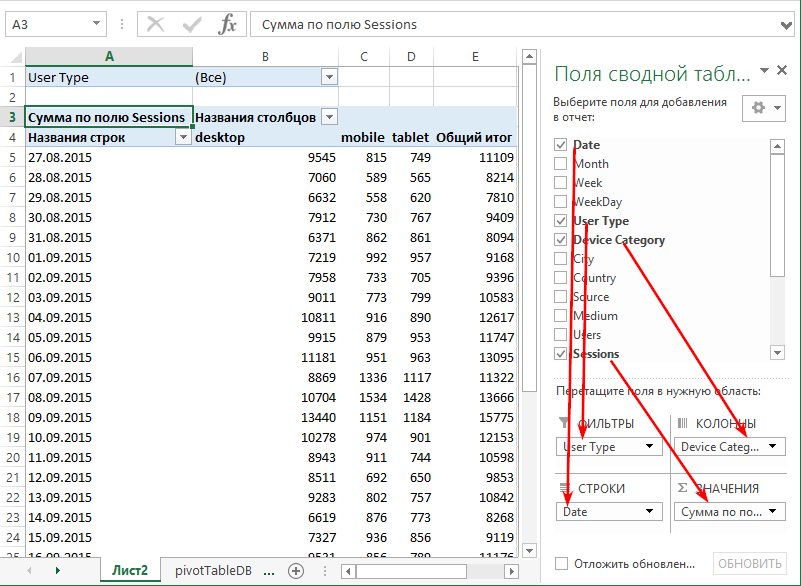 A3 fx Сумма по полю Sessions
A B C D E
1 User Type (Все)
2
3 Сумма по полю Sessions Названия столбцов
4 Названия строк desktop mobile tablet Общий итог
5 27.08.2015 9545 815 749 11109
6 28.08.2015 7060 589 565 8214
7 29.08.2015 6632 558 620 7810
8 30.08.2015 7912 730 767 9409
9 31.08.2015 6371 862 861 8094
10 01.09.2015 7219 992 957 9168
11 02.09.2015 7958 733 705 9396
12 03.09.2015 9011 773 799 10583
13 04.09.2015 10811 916 890 12617
14 05.09.2015 9915 879 953 11747
15 06.09.2015 11181 951 963 13095
16 07.09.2015 8869 1336 1117 11322
17 08.09.2015 10704 1534 1428 13666
18 09.09.2015 13440 1151 1184 15775
19 10.09.2015 10278 974 901 12153
20 11.09.2015 8943 911 744 10598
21 12.09.2015 8511 692 650 9853
22 13.09.2015 9283 802 757 10842
23 14.09.2015 6619 876 773 8268
24 15.09.2015 7327 936 856 9119
Лист2 pivotTableDB ...
Поля сводной табл...
Выберите поля для добавления
в отчет:
Date
Month
Week
WeekDay
User Type
Device Category
City
Country
Source
Medium
Users
Sessions
Перетащите поля в нужную область:
ФИЛЬТРЫ КОЛОННЫ
User Type Device Categ...
СТРОКИ Σ ЗНАЧЕНИЯ
Date Сумма по по...
Отложить обновлен... ОБНОВИТЬ